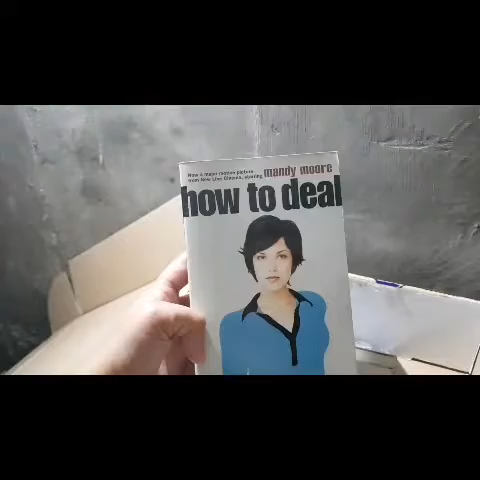 Now a major motion picture
from New Line Cinema, starring mandy moore
how to deal